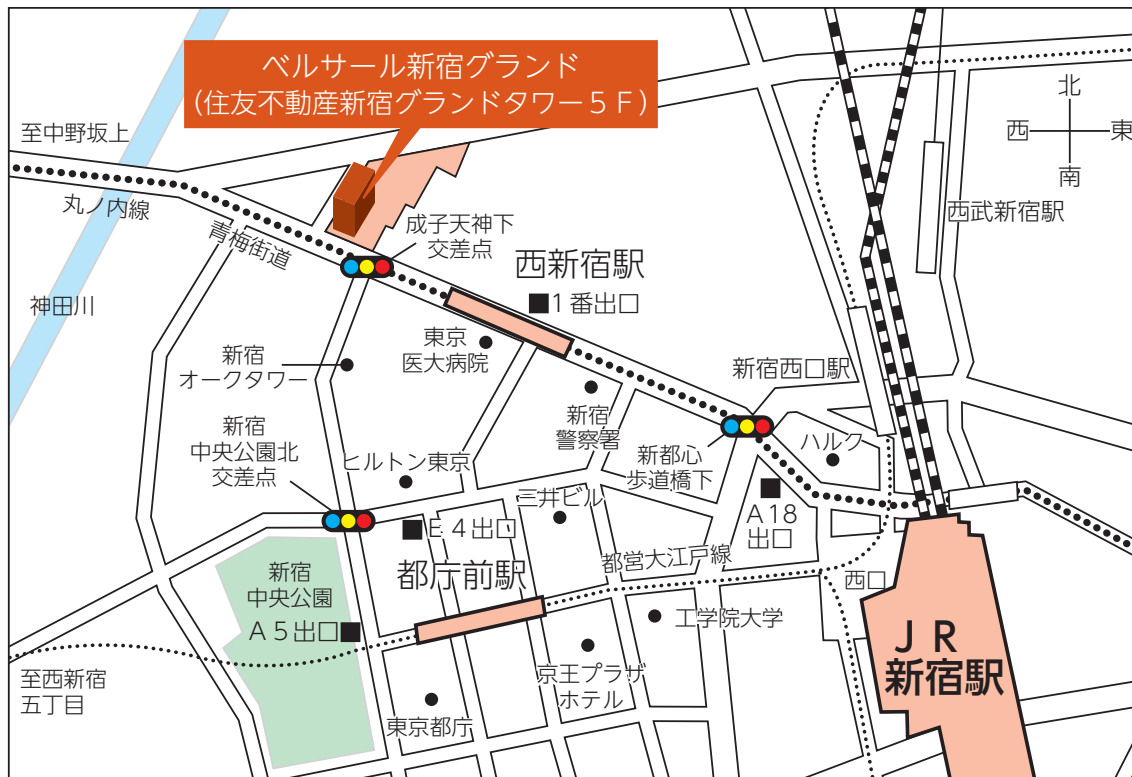 ベルサール新宿グランド
(住友不動産新宿グランドタワー5F)
至中野坂上
丸ノ内線
青梅街道
神田川
成子天神下
交差点
西新宿駅
■1番出口
北
西
東
南
西武新宿駅
東京
医大病院
新宿
オークタワー
新宿
警察署
新宿西口駅
新都心
歩道橋下
ハルク
新宿
中央公園北
交差点
ヒルトン東京
三井ビル
■E4出口
A18
出口
都庁前駅
都営大江戸線
西口
新宿
中央公園
A5出口■
工学院大学
京王プラザ
ホテル
JR
新宿駅
至西新宿
五丁目
東京都庁